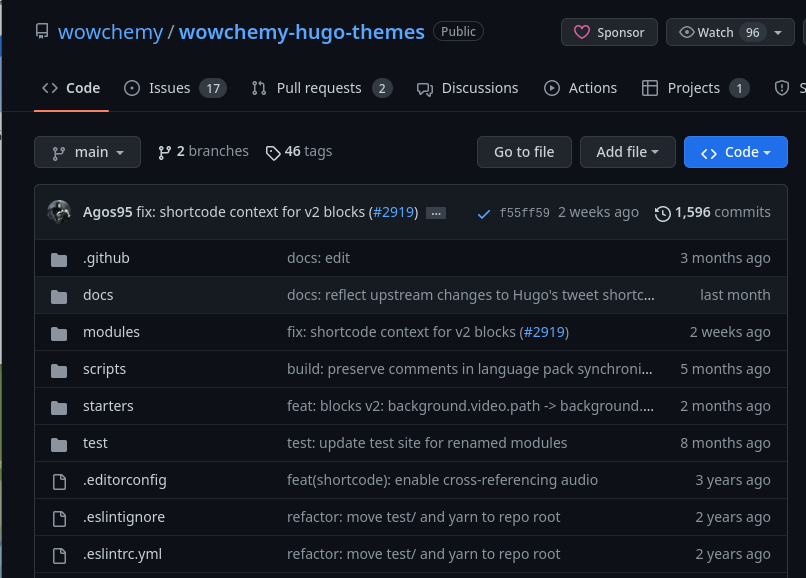 wowchemy / wowchemy-hugo-themes Public Sponsor Watch 96
Code Issues 17 Pull requests 2 Discussions Actions Projects 1 S
main 2 branches 46 tags Go to file Add file Code
Agos95 fix: shortcode context for v2 blocks (#2919) ... f55ff59 2 weeks ago 1,596 commits
.github docs: edit 3 months ago
docs docs: reflect upstream changes to Hugo's tweet shortc... last month
modules fix: shortcode context for v2 blocks (#2919) 2 weeks ago
scripts build: preserve comments in language pack synchroni... 5 months ago
starters feat: blocks v2: background.video.path -> background.... 2 months ago
test test: update test site for renamed modules 8 months ago
.editorconfig feat(shortcode): enable cross-referencing audio 3 years ago
.eslintignore refactor: move test/ and yarn to repo root 2 years ago
.eslintrc.yml refactor: move test/ and yarn to repo root 2 years ago